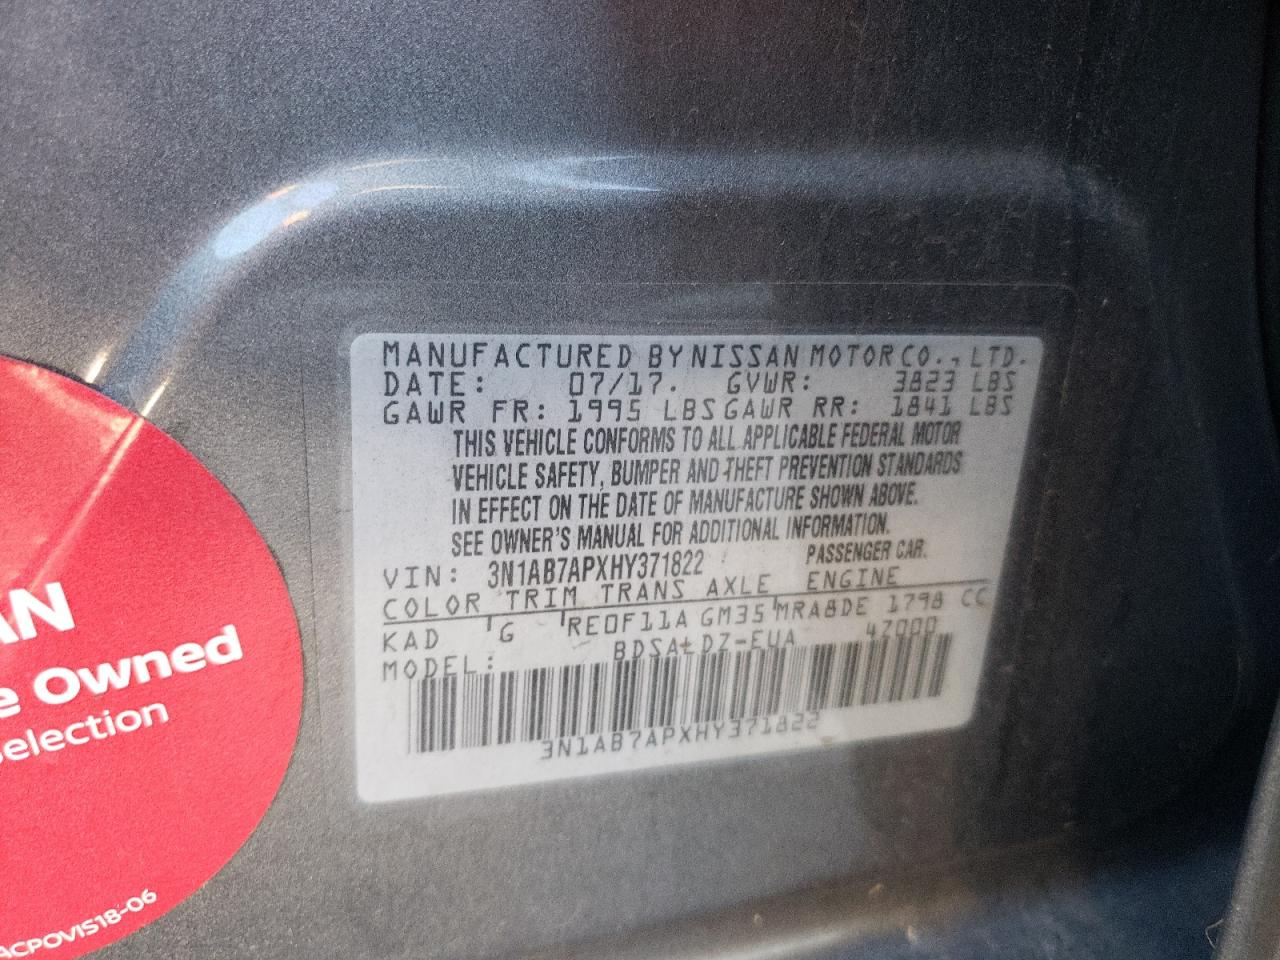 MANUFACTURED BY NISSAN MOTOR CO., LTD.
DATE: 07/17. GVWR: 3823 LBS
GAWR FR: 1995 LBS GAWR RR: 1841 LBS
THIS VEHICLE CONFORMS TO ALL APPLICABLE FEDERAL MOTOR
VEHICLE SAFETY, BUMPER AND THEFT PREVENTION STANDARDS
IN EFFECT ON THE DATE OF MANUFACTURE SHOWN ABOVE.
SEE OWNER'S MANUAL FOR ADDITIONAL INFORMATION.
VIN: 3N1AB7APXHY371822 PASSENGER CAR.
COLOR TRIM TRANS AXLE ENGINE
KAD G RE0F11A GM35 MRA8DE 1798 CC
MODEL: BDSALDZ-EUA 47000
3N1AB7APXHY371822
AN
e Owned
election
ACPOVIS18-06